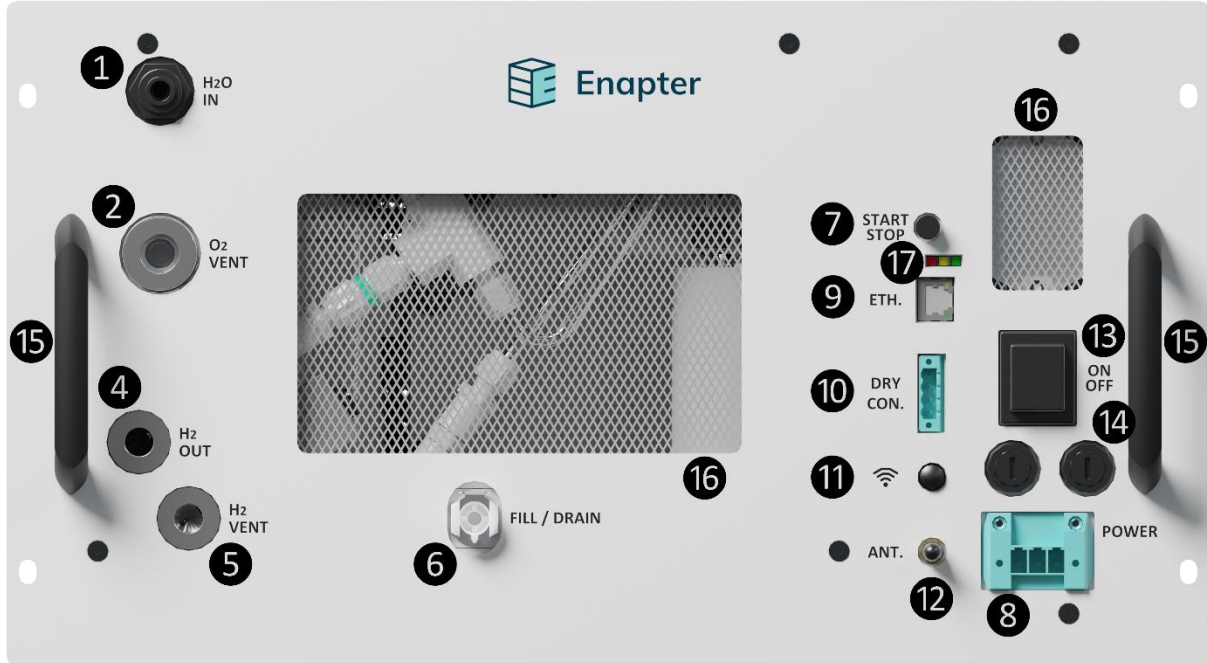 1
H2O
IN
Enapter
16
2
O2
VENT
7
START
STOP
17
9
ETH.
15
13
ON
OFF
15
4
H2
OUT
10
DRY
CON.
14
16
11
H2
VENT
5
6
FILL / DRAIN
ANT.
12
POWER
8